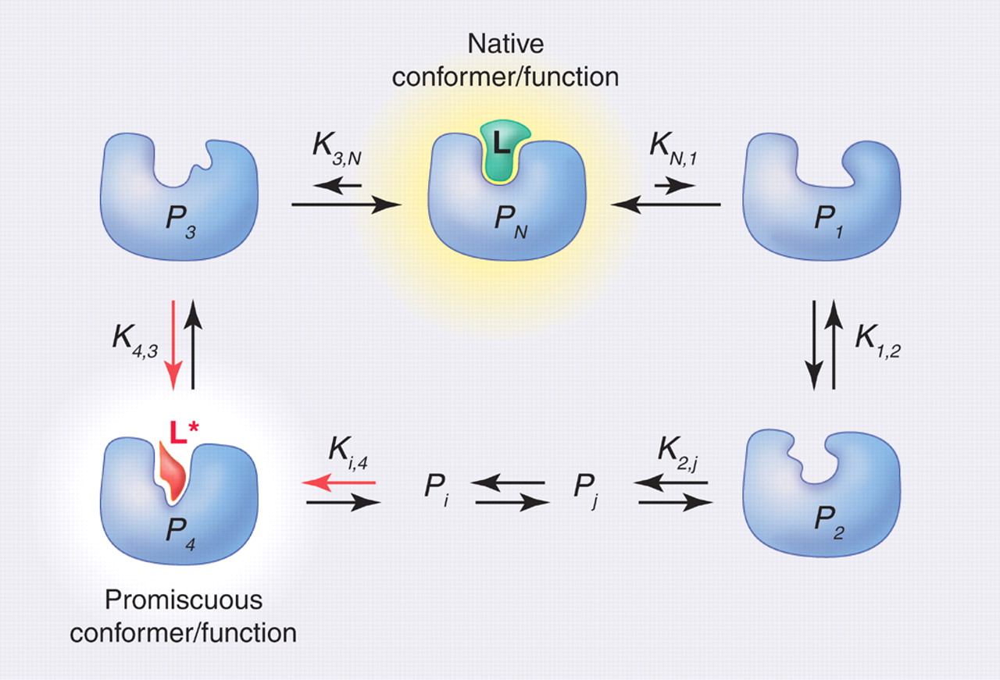 Native
conformer/function
K3,N
L
KN,1
P3
PN
P1
K4,3
K1,2
L*
Ki,4
Pi
Pj
K2,j
P4
P2
Promiscuous
conformer/function